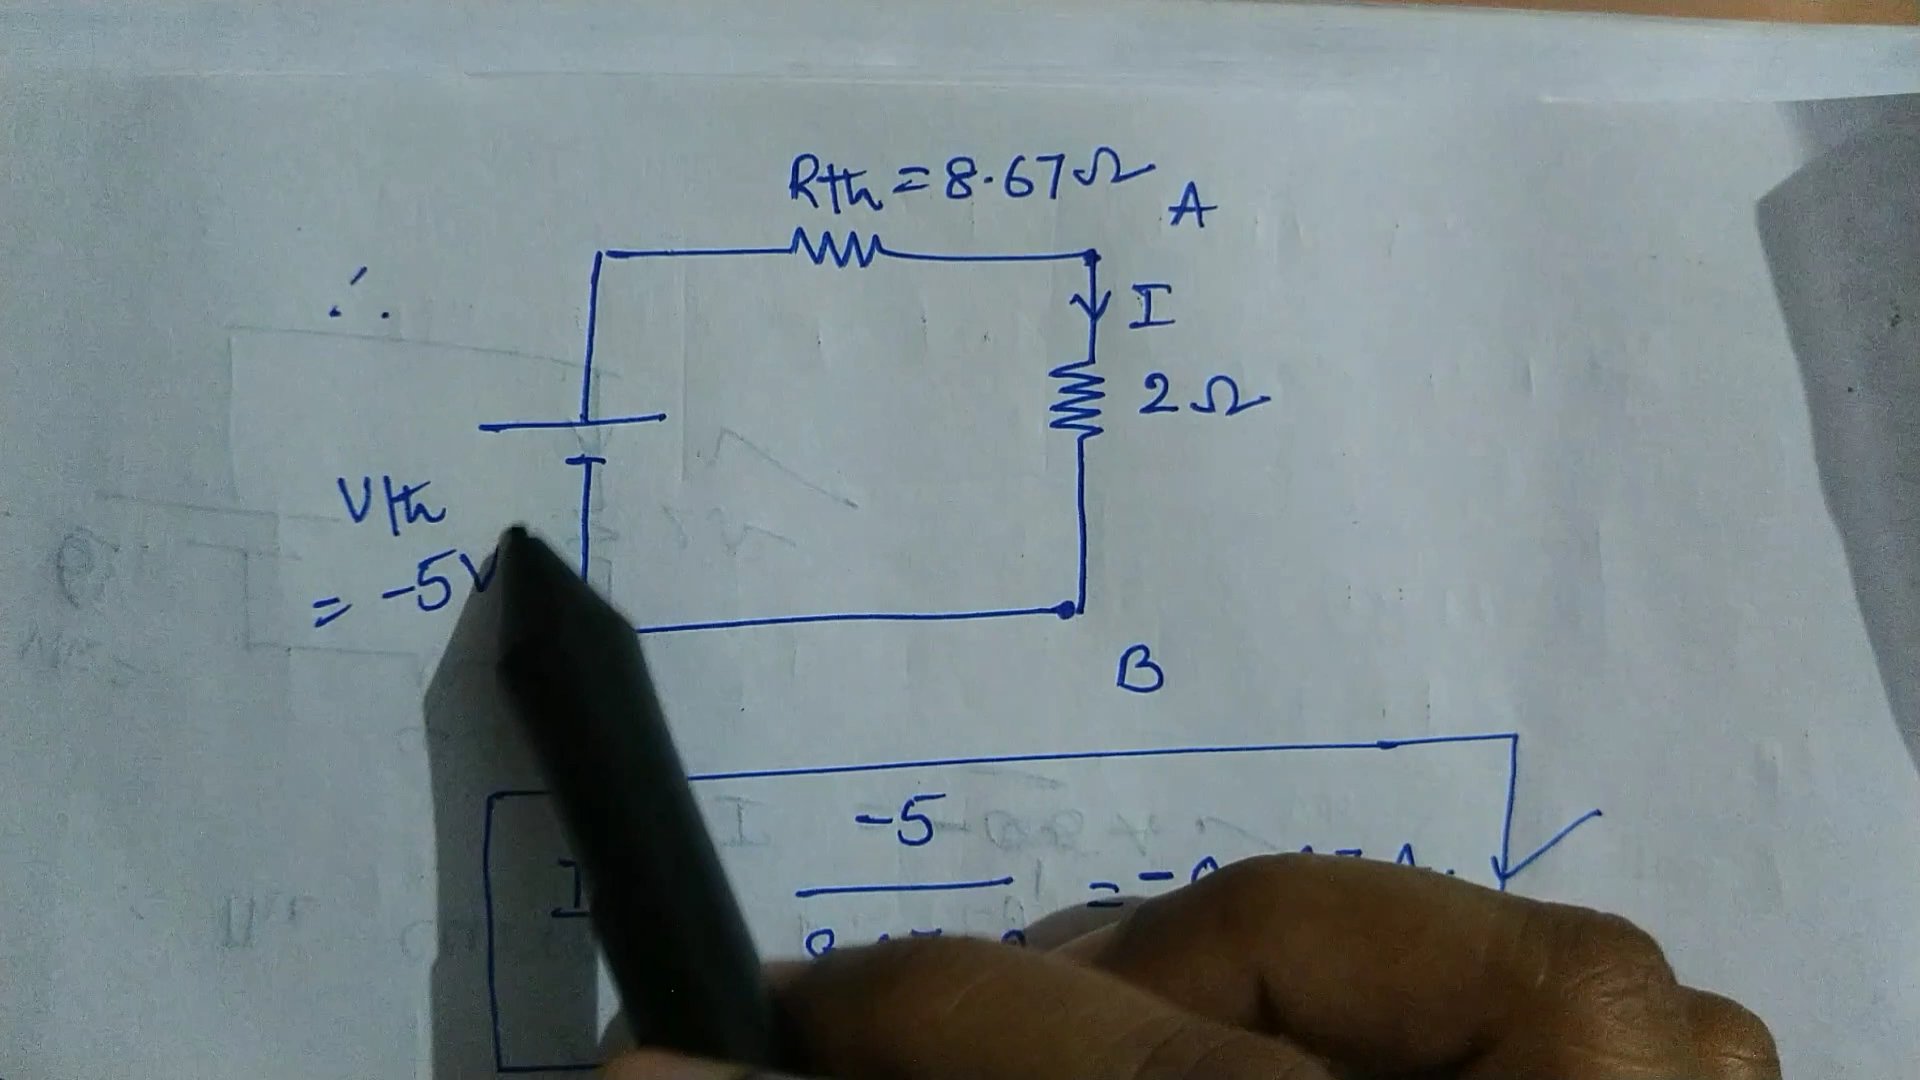 Rth = 8.67Ω
A
∴
I
2Ω
Vth
= -5V
B
-5
I
=